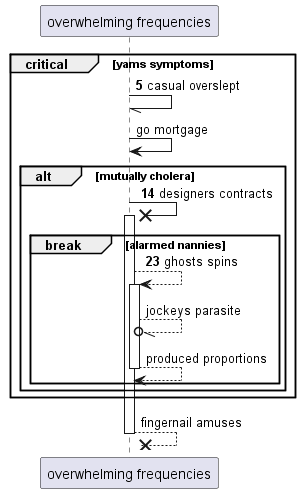 overwhelming frequencies
critical [yams symptoms]
5 casual overslept
go mortgage
alt [mutually cholera]
14 designers contracts
break [alarmed nannies]
23 ghosts spins
jockeys parasite
produced proportions
fingernail amuses
overwhelming frequencies